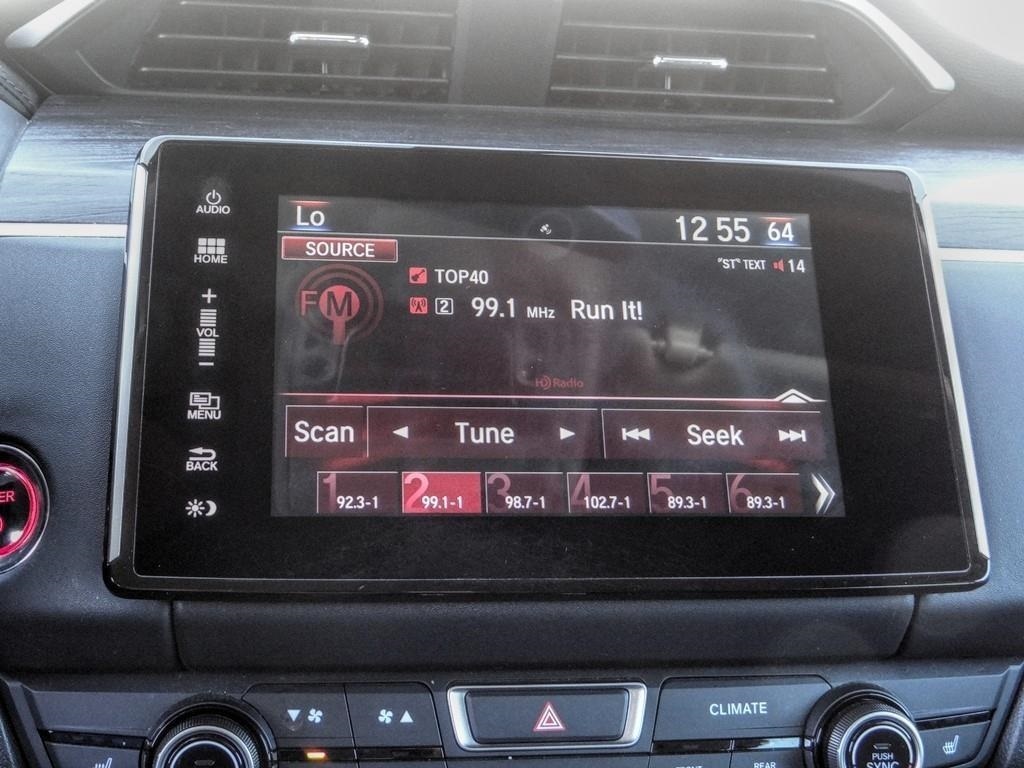 AUDIO
HOME
+
VOL
−
MENU
BACK
Lo 12 55 64
SOURCE "ST" TEXT 14
FM TOP40
2 99.1 MHz Run It!
HD Radio
Scan Tune Seek
1 92.3-1 2 99.1-1 3 98.7-1 4 102.7-1 5 89.3-1 6 89.3-1
ER
CLIMATE
PUSH
SYNC
REAR